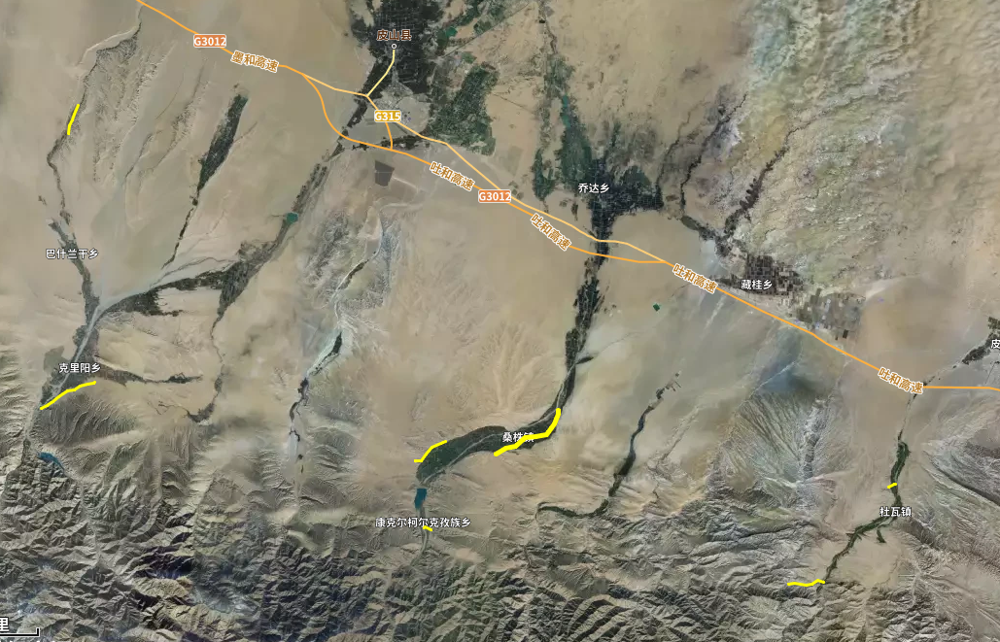 皮山县
G3012
墨和高速
G315
吐和高速
乔达乡
G3012
吐和高速
巴什兰干乡
吐和高速
藏桂乡
皮
克里阳乡
吐和高速
桑株镇
杜瓦镇
康克尔柯尔克孜族乡
里